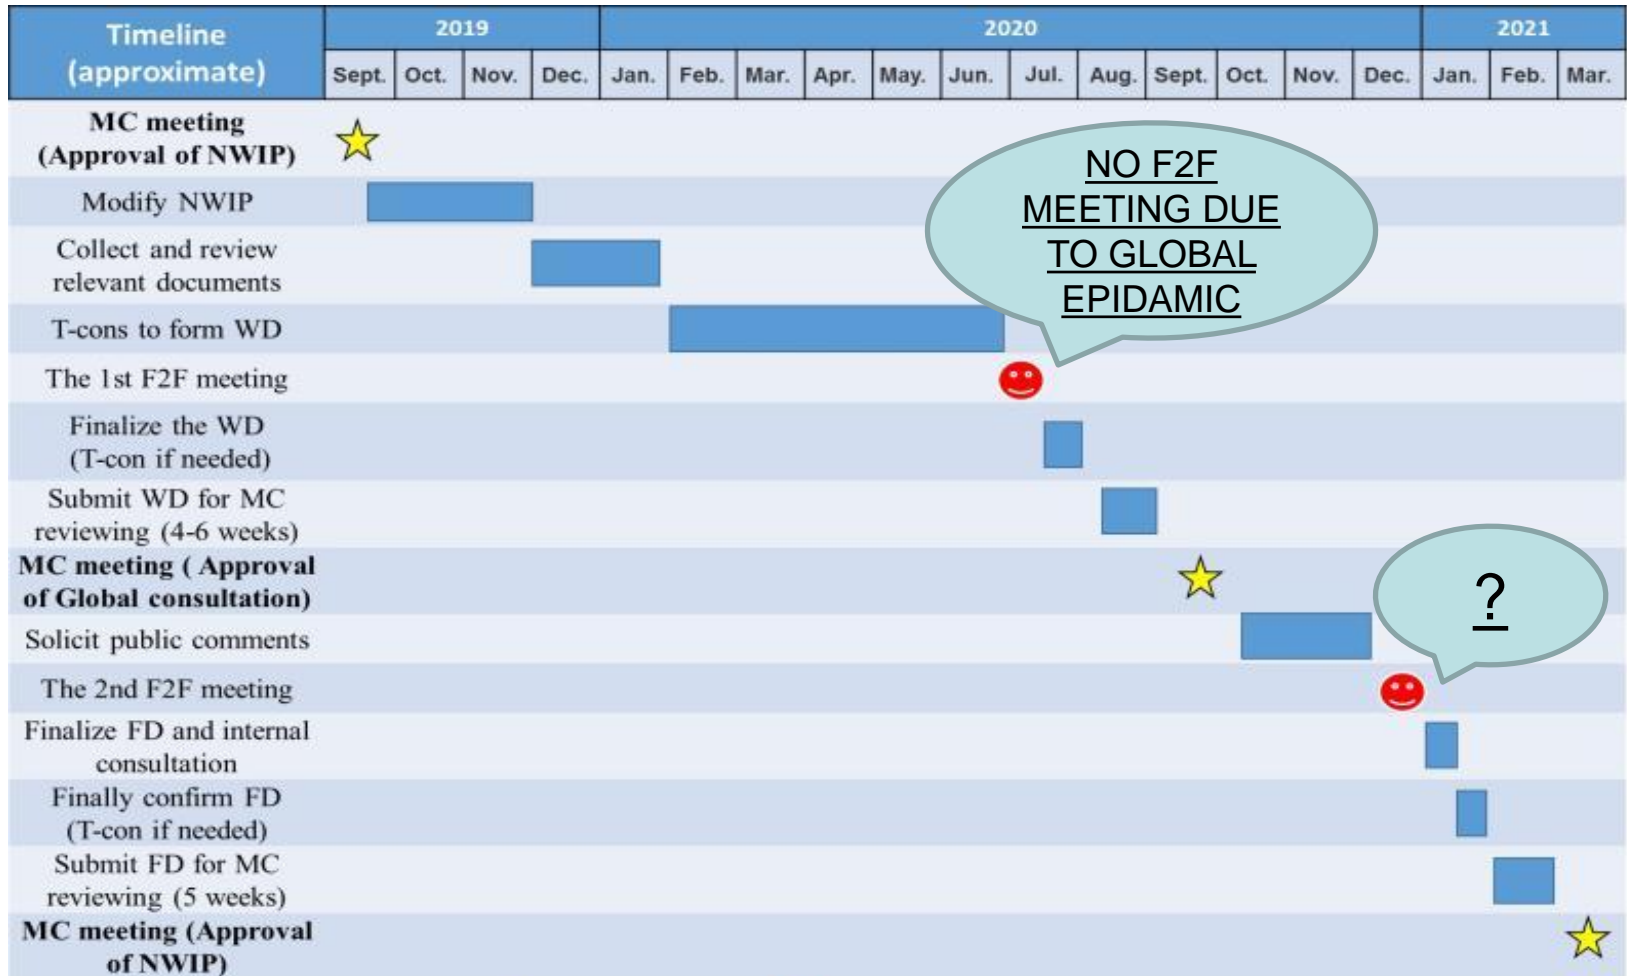 Timeline
(approximate)
2019
2020
2021
Sept.
Oct.
Nov.
Dec.
Jan.
Feb.
Mar.
Apr.
May.
Jun.
Jul.
Aug.
Sept.
Oct.
Nov.
Dec.
Jan.
Feb.
Mar.
MC meeting
(Approval of NWIP)
NO F2F
MEETING DUE
TO GLOBAL
EPIDAMIC
Modify NWIP
Collect and review
relevant documents
T-cons to form WD
The 1st F2F meeting
Finalize the WD
(T-con if needed)
Submit WD for MC
reviewing (4-6 weeks)
MC meeting ( Approval
of Global consultation)
?
Solicit public comments
The 2nd F2F meeting
Finalize FD and internal
consultation
Finally confirm FD
(T-con if needed)
Submit FD for MC
reviewing (5 weeks)
MC meeting (Approval
of NWIP)